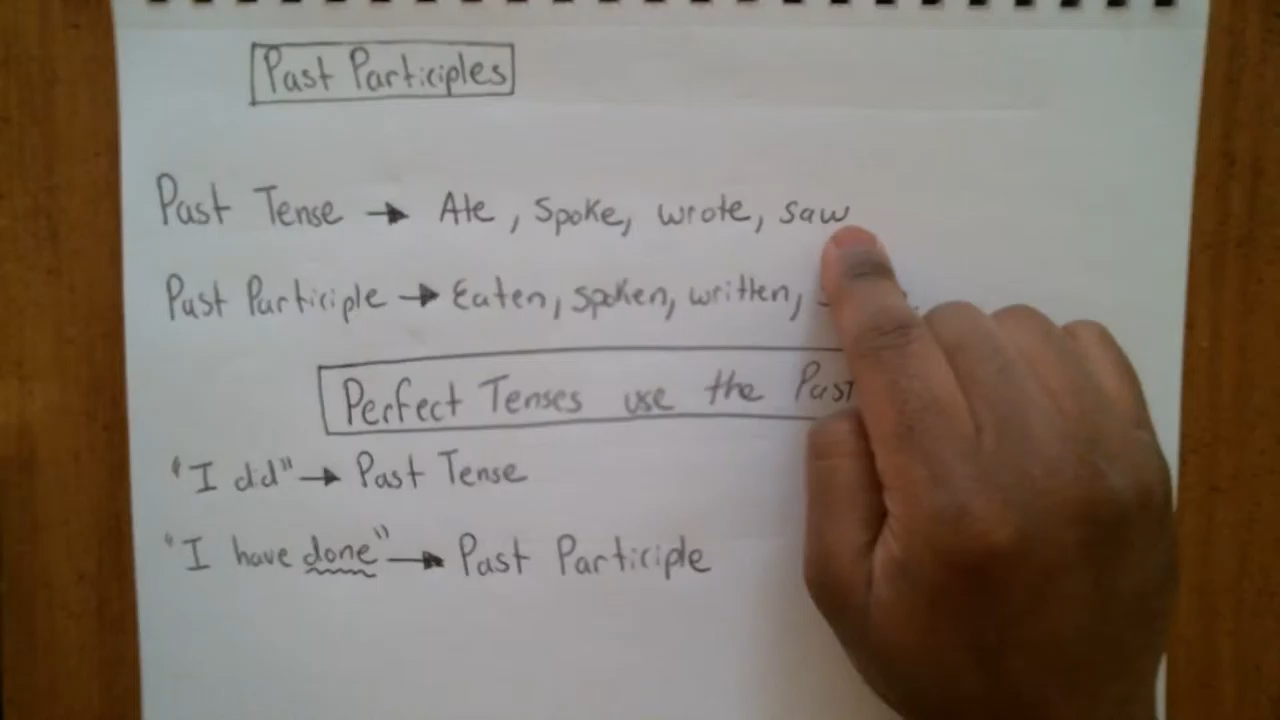 Past Participles
Past Tense → Ate, Spoke, wrote, saw
Past Participle → Eaten, spoken, written,
Perfect Tenses use the Past
"I did" → Past Tense
"I have done" → Past Participle